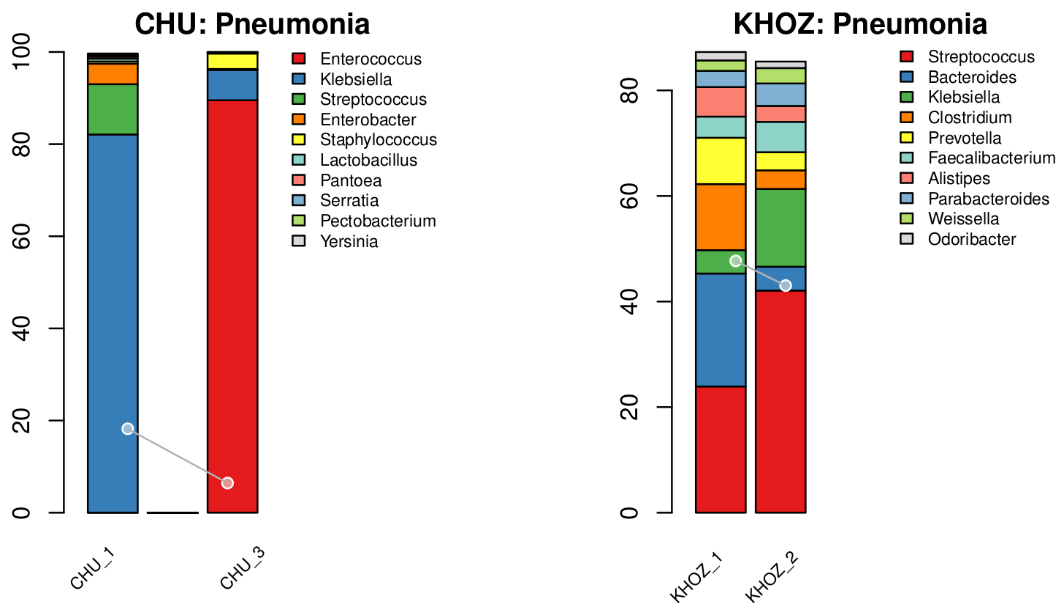 CHU: Pneumonia
100
80
60
40
20
0
CHU_1
CHU_3
Enterococcus
Klebsiella
Streptococcus
Enterobacter
Staphylococcus
Lactobacillus
Pantoea
Serratia
Pectobacterium
Yersinia
KHOZ: Pneumonia
80
60
40
20
0
KHOZ_1
KHOZ_2
Streptococcus
Bacteroides
Klebsiella
Clostridium
Prevotella
Faecalibacterium
Alistipes
Parabacteroides
Weissella
Odoribacter